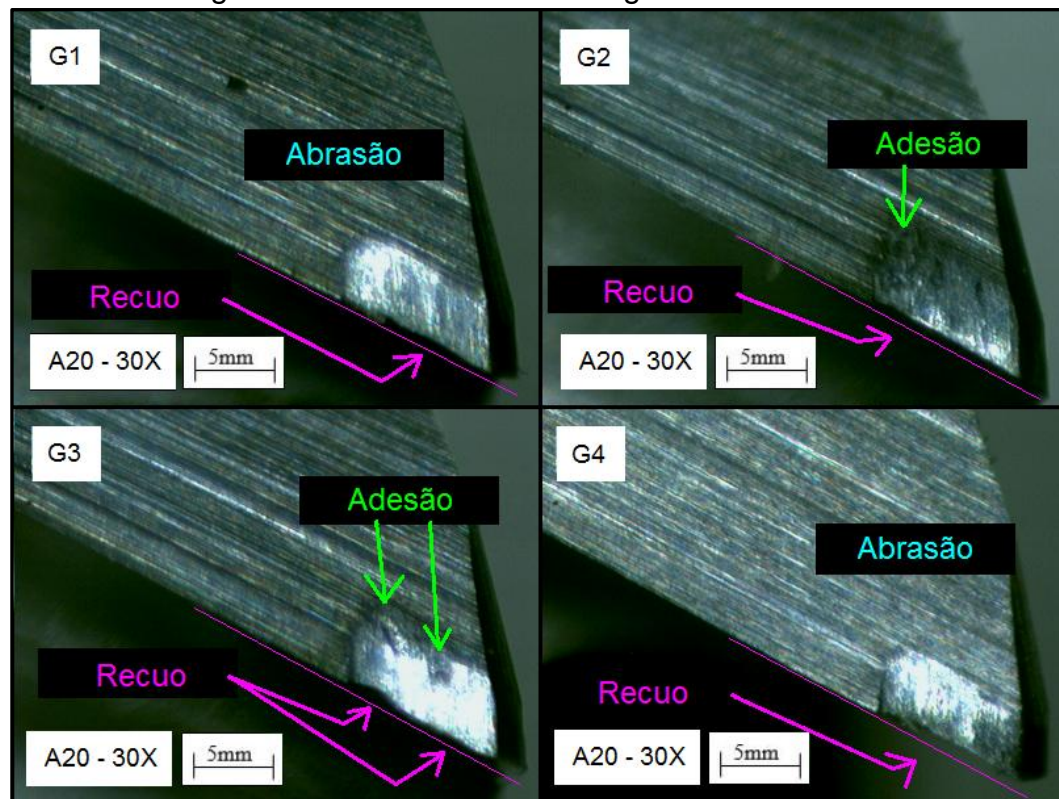 G1
Abrasão
Recuo
A20 - 30X
5mm
G2
Adesão
Recuo
A20 - 30X
5mm
G3
Adesão
Recuo
A20 - 30X
5mm
G4
Abrasão
Recuo
A20 - 30X
5mm